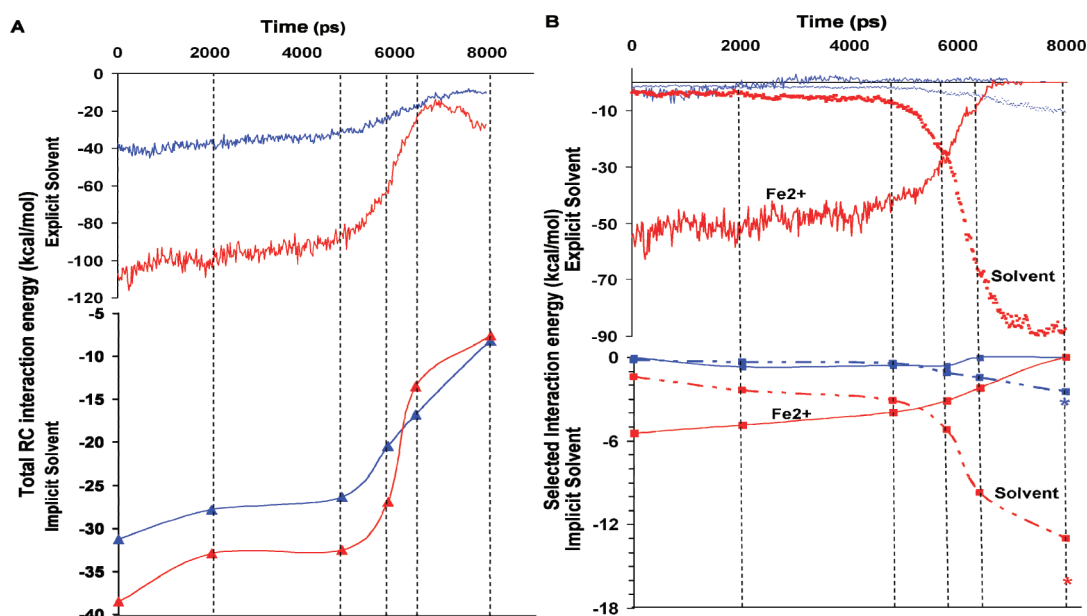 A
Time (ps)
0 2000 4000 6000 8000
0
-20
-40
-60
-80
-100
-120
-5
-10
-15
-20
-25
-30
-35
-40
Total RC interaction energy (kcal/mol)
Explicit Solvent
Implicit Solvent
B
Time (ps)
0 2000 4000 6000 8000
-10
-30
-50
-70
-90
0
-6
-12
-18
Selected Interaction energy (kcal/mol)
Explicit Solvent
Implicit Solvent
Fe2+
Solvent
Fe2+
*
Solvent
*